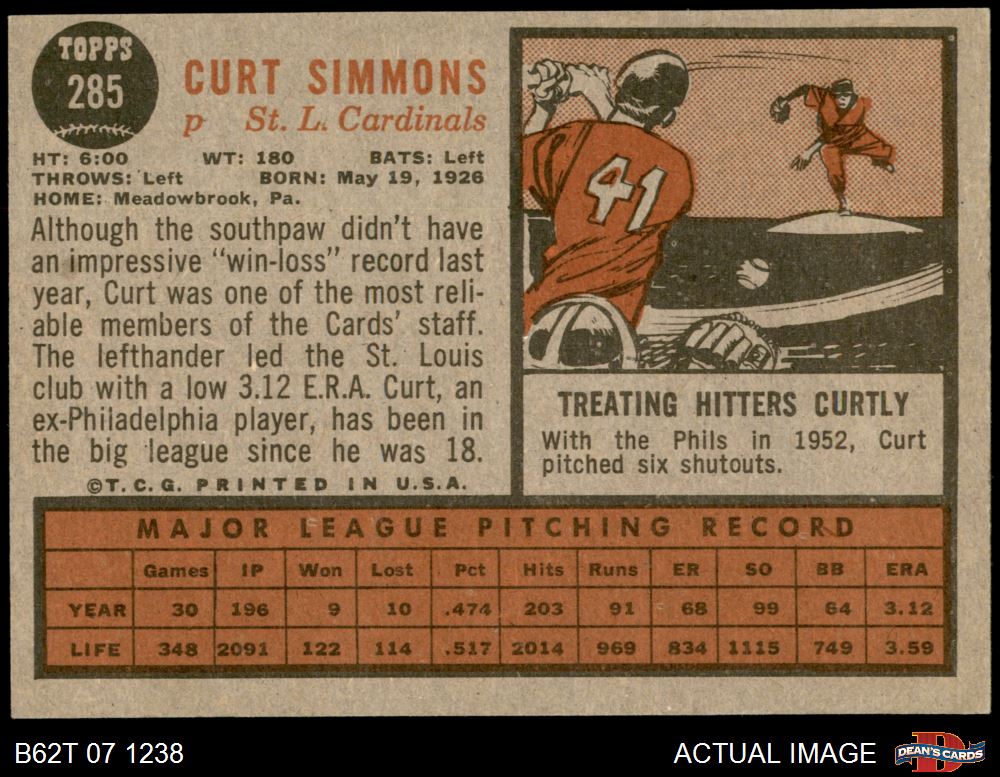 TOPPS
285
CURT SIMMONS
p St. L. Cardinals
HT: 6:00 WT: 180 BATS: Left
THROWS: Left BORN: May 19, 1926
HOME: Meadowbrook, Pa.
Although the southpaw didn't have
an impressive "win-loss" record last
year, Curt was one of the most reli-
able members of the Cards' staff.
The lefthander led the St. Louis
club with a low 3.12 E.R.A. Curt, an
ex-Philadelphia player, has been in
the big league since he was 18.
©T.C.G. PRINTED IN U.S.A.
41
TREATING HITTERS CURTLY
With the Phils in 1952, Curt
pitched six shutouts.
MAJOR LEAGUE PITCHING RECORD
Games IP Won Lost Pct Hits Runs ER SO BB ERA
YEAR 30 196 9 10 .474 203 91 68 99 64 3.12
LIFE 348 2091 122 114 .517 2014 969 834 1115 749 3.59
B62T 07 1238
ACTUAL IMAGE
D
DEAN'S CARDS